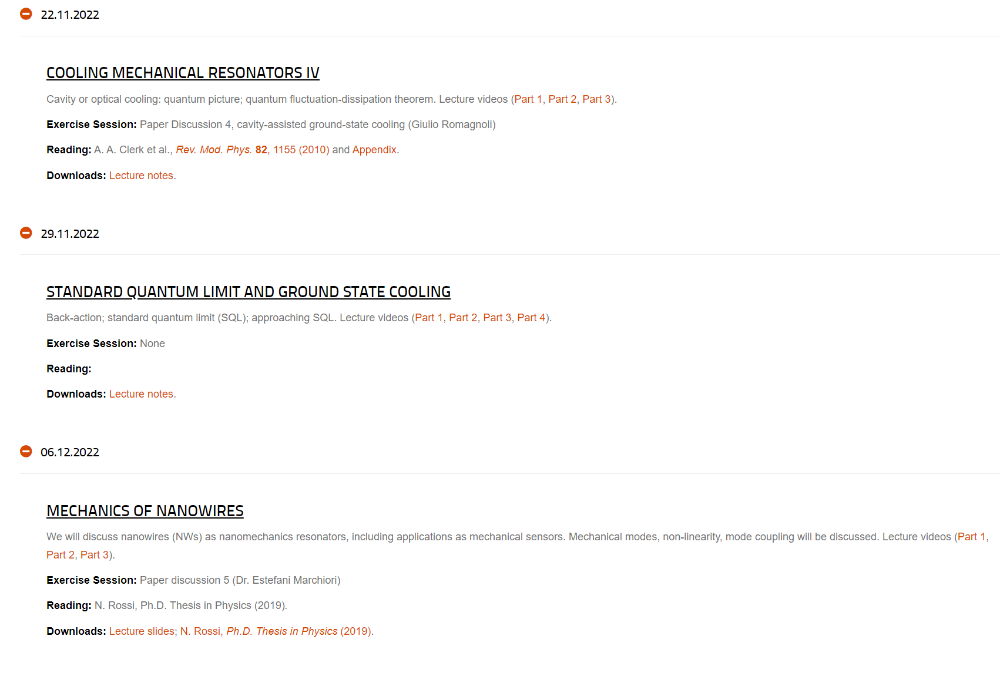 22.11.2022
COOLING MECHANICAL RESONATORS IV
Cavity or optical cooling: quantum picture; quantum fluctuation-dissipation theorem. Lecture videos (Part 1, Part 2, Part 3).
Exercise Session: Paper Discussion 4, cavity-assisted ground-state cooling (Giulio Romagnoli)
Reading: A. A. Clerk et al., Rev. Mod. Phys. 82, 1155 (2010) and Appendix.
Downloads: Lecture notes.
29.11.2022
STANDARD QUANTUM LIMIT AND GROUND STATE COOLING
Back-action; standard quantum limit (SQL); approaching SQL. Lecture videos (Part 1, Part 2, Part 3, Part 4).
Exercise Session: None
Reading:
Downloads: Lecture notes.
06.12.2022
MECHANICS OF NANOWIRES
We will discuss nanowires (NWs) as nanomechanics resonators, including applications as mechanical sensors. Mechanical modes, non-linearity, mode coupling will be discussed. Lecture videos (Part 1,
Part 2, Part 3).
Exercise Session: Paper discussion 5 (Dr. Estefani Marchiori)
Reading: N. Rossi, Ph.D. Thesis in Physics (2019).
Downloads: Lecture slides; N. Rossi, Ph.D. Thesis in Physics (2019).